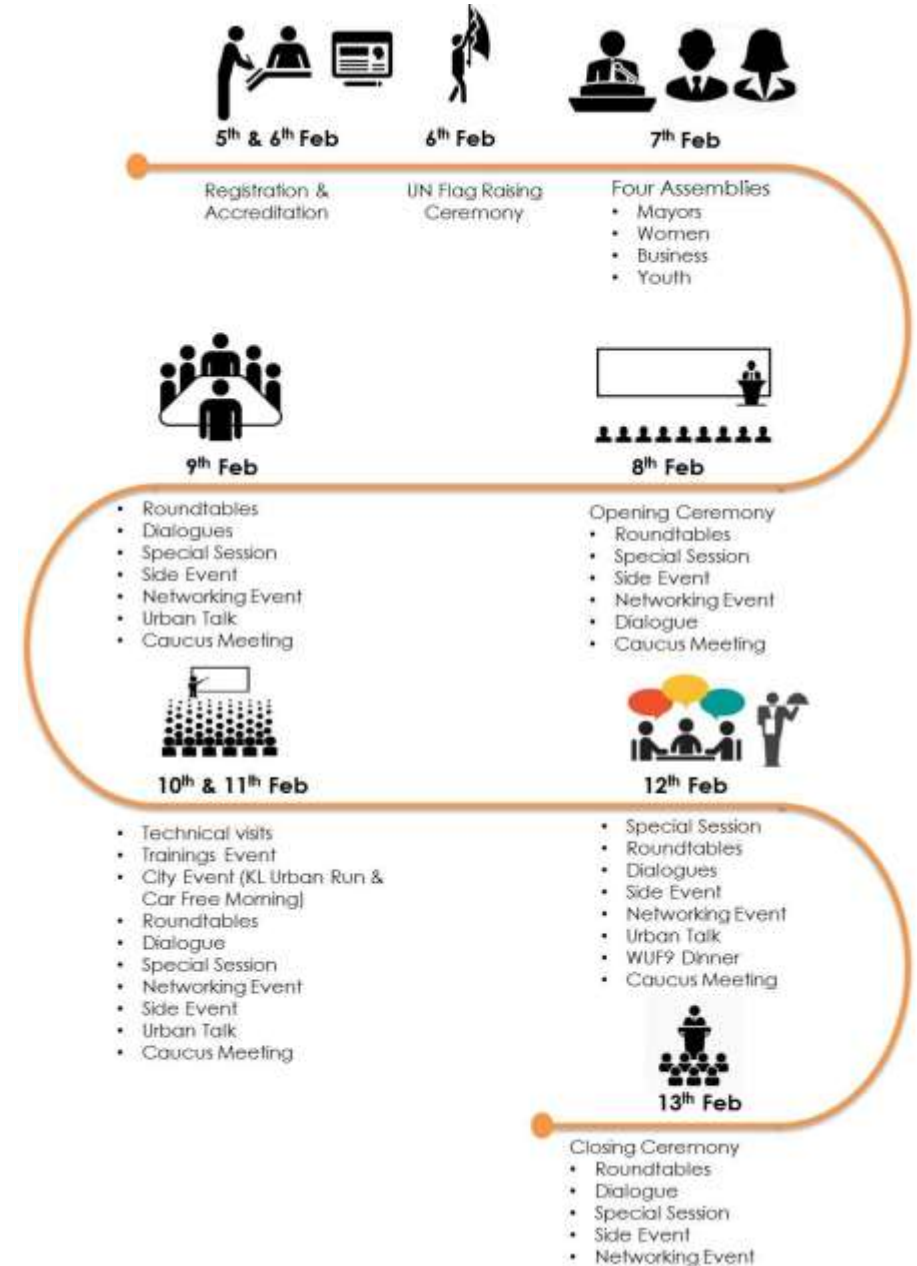 5th & 6th Feb
Registration &
Accreditation
6th Feb
UN Flag Raising
Ceremony
7th Feb
Four Assemblies
• Mayors
• Women
• Business
• Youth
8th Feb
Opening Ceremony
• Roundtables
• Special Session
• Side Event
• Networking Event
• Dialogue
• Caucus Meeting
9th Feb
• Roundtables
• Dialogues
• Special Session
• Side Event
• Networking Event
• Urban Talk
• Caucus Meeting
10th & 11th Feb
• Technical visits
• Trainings Event
• City Event (KL Urban Run &
Car Free Morning)
• Roundtables
• Dialogue
• Special Session
• Networking Event
• Side Event
• Urban Talk
• Caucus Meeting
12th Feb
• Special Session
• Roundtables
• Dialogues
• Side Event
• Networking Event
• Urban Talk
• WUF9 Dinner
• Caucus Meeting
13th Feb
Closing Ceremony
• Roundtables
• Dialogue
• Special Session
• Side Event
• Networking Event